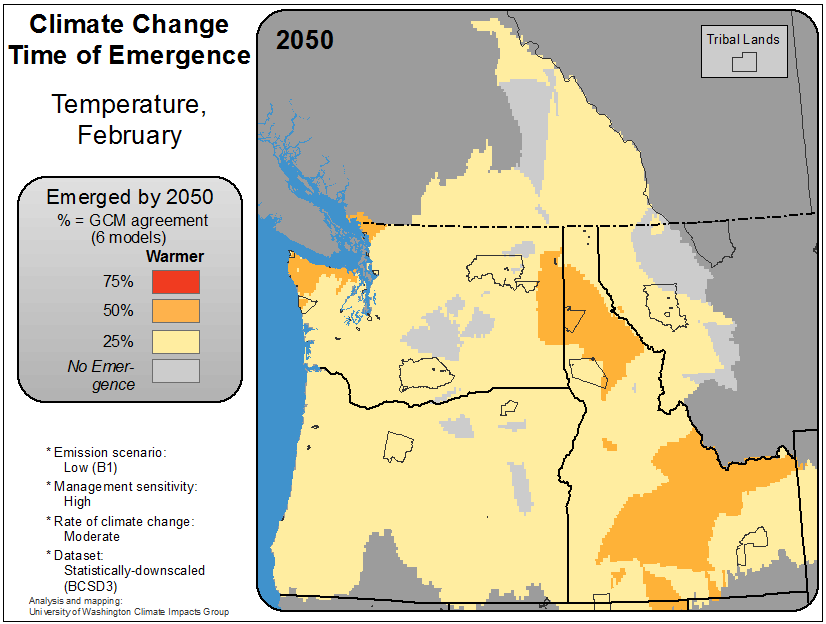 Climate Change
Time of Emergence
Temperature,
February
Emerged by 2050
% = GCM agreement
(6 models)
Warmer
75%
50%
25%
No Emer-
gence
* Emission scenario:
Low (B1)
* Management sensitivity:
High
* Rate of climate change:
Moderate
* Dataset:
Statistically-downscaled
(BCSD3)
Analysis and mapping:
University of Washington Climate Impacts Group
2050
Tribal Lands